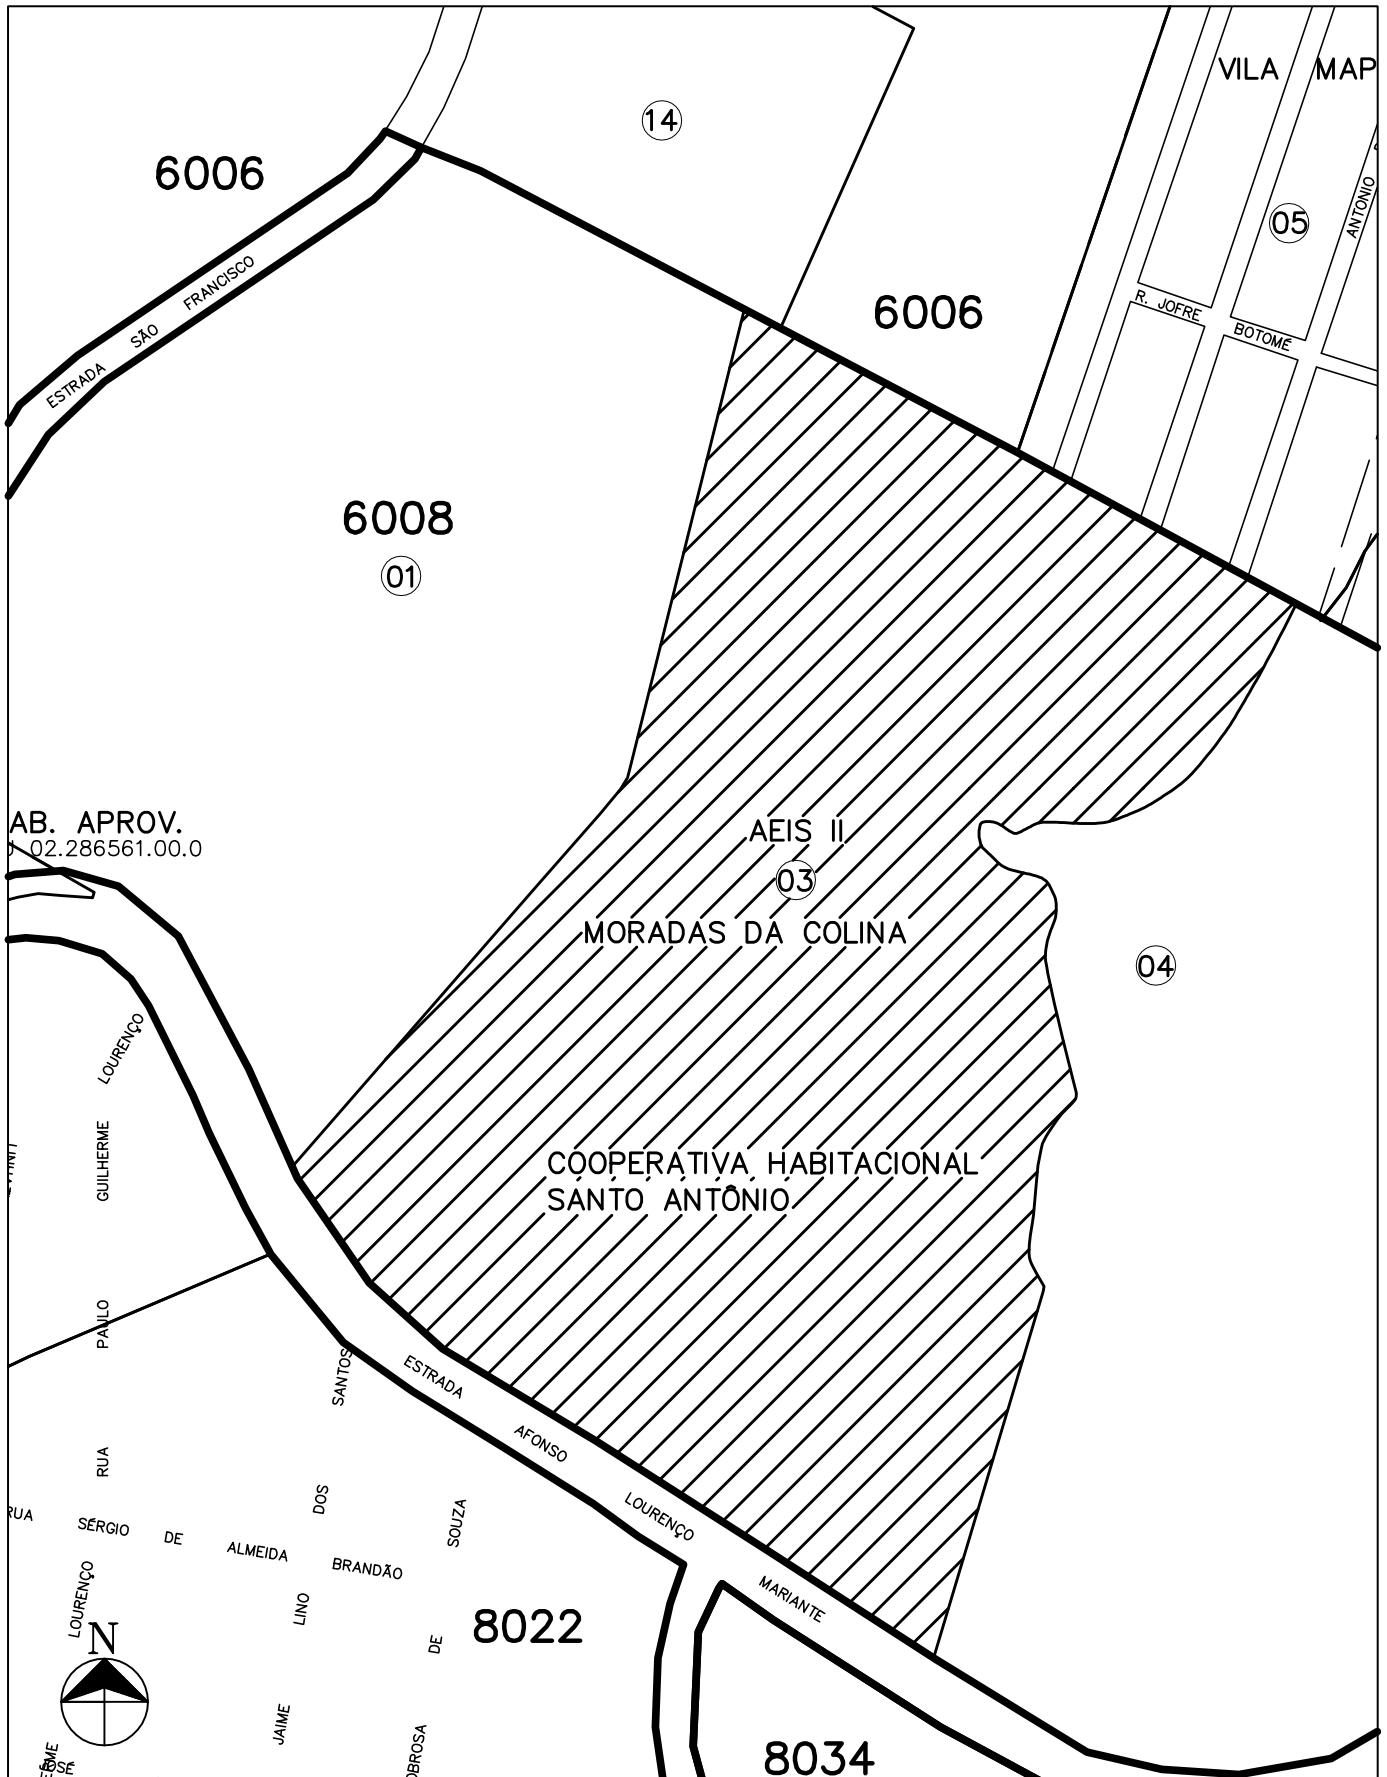 VILA MAP
14
6006
ANTONIO
05
ESTRADA SÃO FRANCISCO
6006
R. JOFRE BOTOMÉ
6008
01
AB. APROV.
02.286561.00.0
AEIS II
03
MORADAS DA COLINA
04
COOPERATIVA HABITACIONAL
SANTO ANTÔNIO
RUA PAULO GUILHERME LOURENÇO
ESTRADA AFONSO LOURENÇO MARIANTE
JAIME LINO DOS SANTOS
RUA SÉRGIO DE ALMEIDA BRANDÃO
DE SOUZA
LOURENÇO
N
8022
8034
JOSÉ